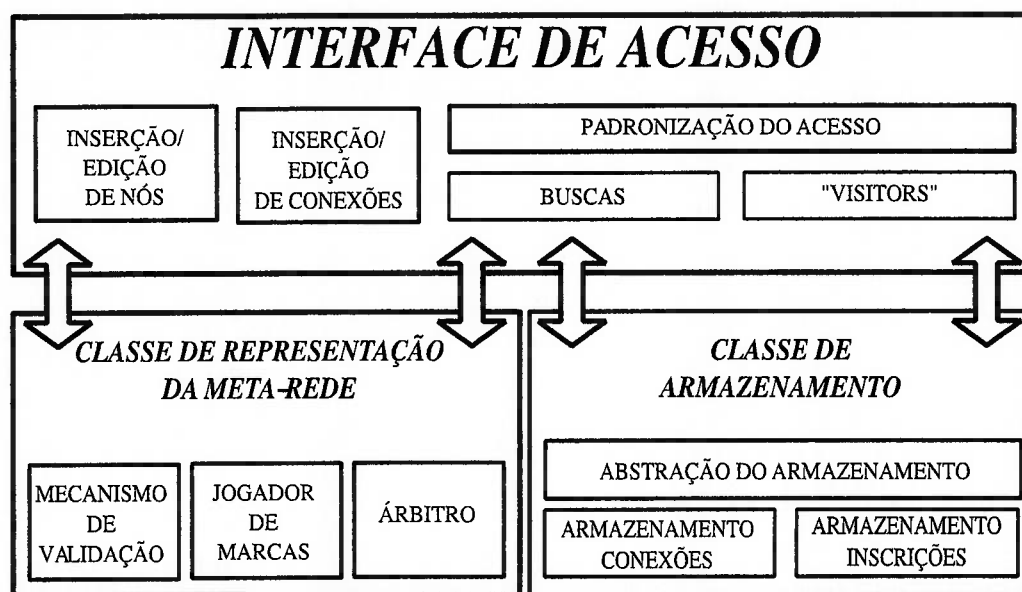 INTERFACE DE ACESSO
INSERÇÃO/
EDIÇÃO
DE NÓS
INSERÇÃO/
EDIÇÃO
DE CONEXÕES
PADRONIZAÇÃO DO ACESSO
BUSCAS
"VISITORS"
CLASSE DE REPRESENTAÇÃO
DA META-REDE
MECANISMO
DE
VALIDAÇÃO
JOGADOR
DE
MARCAS
ÁRBITRO
CLASSE DE
ARMAZENAMENTO
ABSTRAÇÃO DO ARMAZENAMENTO
ARMAZENAMENTO
CONEXÕES
ARMAZENAMENTO
INSCRIÇÕES